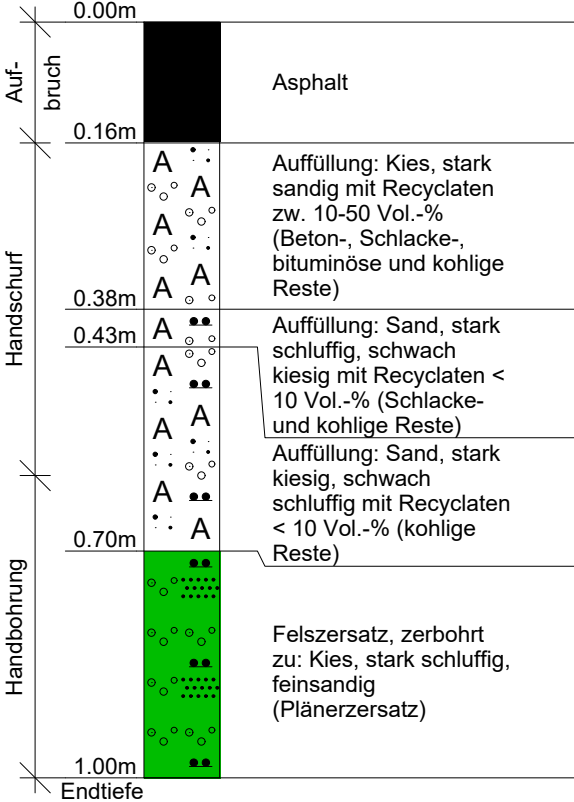 0.00m
Auf-
bruch
Asphalt
0.16m
Handschurf
Auffüllung: Kies, stark
sandig mit Recyclaten
zw. 10-50 Vol.-%
(Beton-, Schlacke-,
bituminöse und kohlige
Reste)
A
A
A
A
A
0.38m
Auffüllung: Sand, stark
schluffig, schwach
kiesig mit Recyclaten <
10 Vol.-% (Schlacke-
und kohlige Reste)
A
0.43m
Auffüllung: Sand, stark
kiesig, schwach
schluffig mit Recyclaten
< 10 Vol.-% (kohlige
Reste)
A
A
A
A
A
0.70m
Handbohrung
Felszersatz, zerbohrt
zu: Kies, stark schluffig,
feinsandig
(Plänerzersatz)
1.00m
Endtiefe